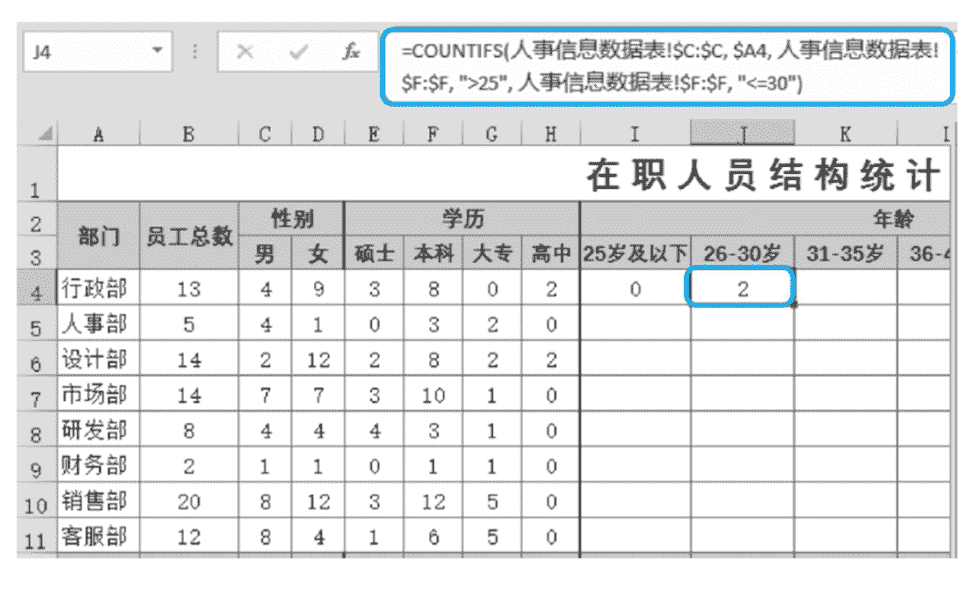 J4 fx =COUNTIFS(人事信息数据表!$C:$C, $A4, 人事信息数据表!
$F:$F, ">25", 人事信息数据表!$F:$F, "<=30")
A B C D E F G H I J K L
1 在职人员结构统计
2 部门 员工总数 性别 学历 年龄
3 男 女 硕士 本科 大专 高中 25岁及以下 26-30岁 31-35岁 36-4
4 行政部 13 4 9 3 8 0 2 0 2
5 人事部 5 4 1 0 3 2 0
6 设计部 14 2 12 2 8 2 2
7 市场部 14 7 7 3 10 1 0
8 研发部 8 4 4 4 3 1 0
9 财务部 2 1 1 0 1 1 0
10 销售部 20 8 12 3 12 5 0
11 客服部 12 8 4 1 6 5 0